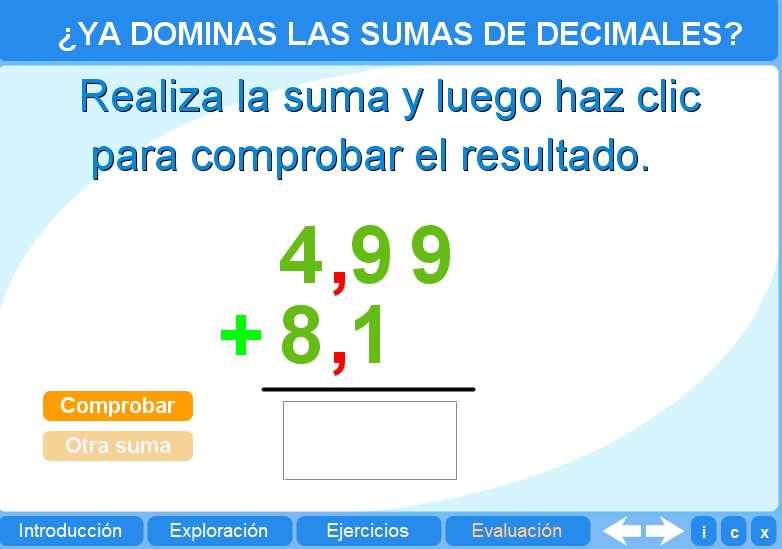 ¿YA DOMINAS LAS SUMAS DE DECIMALES?
Realiza la suma y luego haz clic
para comprobar el resultado.
4,99
+ 8,1
Comprobar
Otra suma
Introducción Exploración Ejercicios Evaluación i c x